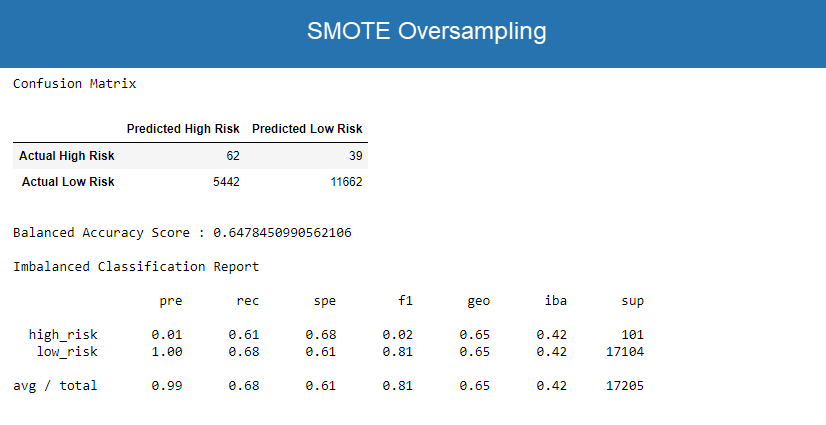 SMOTE Oversampling
Confusion Matrix
Predicted High Risk Predicted Low Risk
Actual High Risk 62 39
Actual Low Risk 5442 11662
Balanced Accuracy Score : 0.6478450990562106
Imbalanced Classification Report
pre rec spe f1 geo iba sup
high_risk 0.01 0.61 0.68 0.02 0.65 0.42 101
low_risk 1.00 0.68 0.61 0.81 0.65 0.42 17104
avg / total 0.99 0.68 0.61 0.81 0.65 0.42 17205